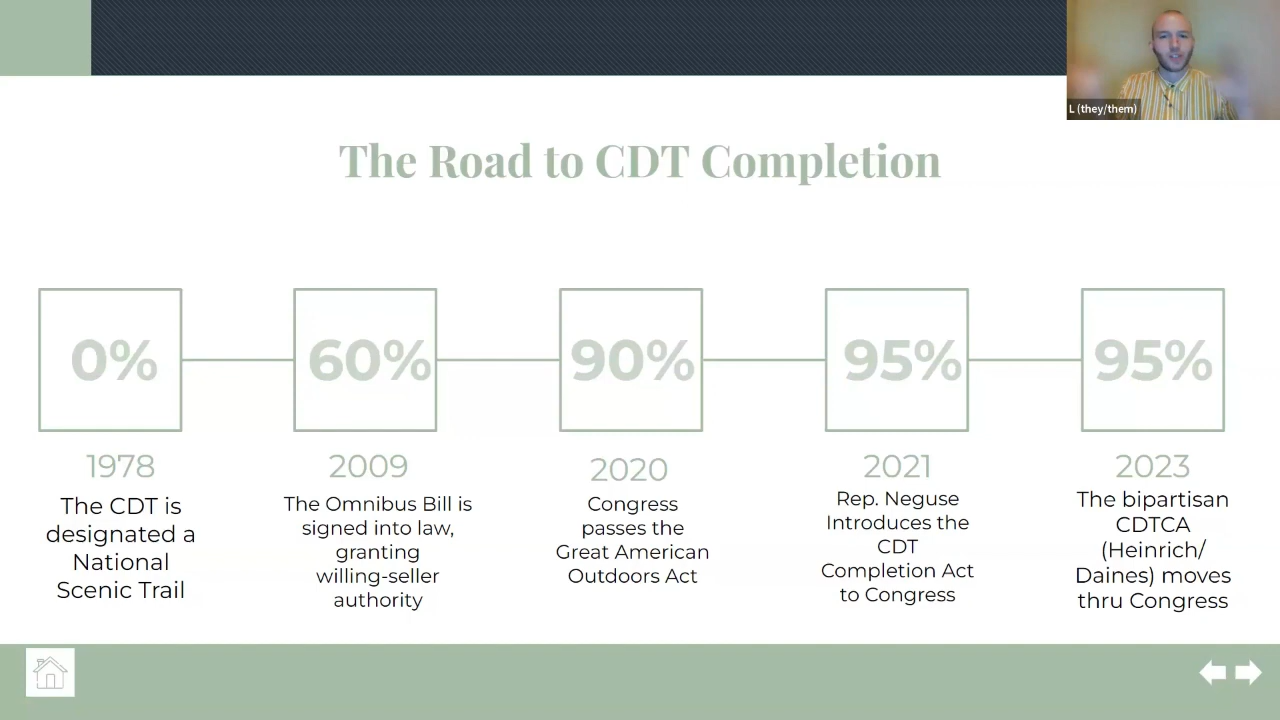 L (they/them)
The Road to CDT Completion
0%
60%
90%
95%
95%
1978
The CDT is
designated a
National
Scenic Trail
2009
The Omnibus Bill is
signed into law,
granting
willing-seller
authority
2020
Congress
passes the
Great American
Outdoors Act
2021
Rep. Neguse
Introduces the
CDT
Completion Act
to Congress
2023
The bipartisan
CDTCA
(Heinrich/
Daines) moves
thru Congress